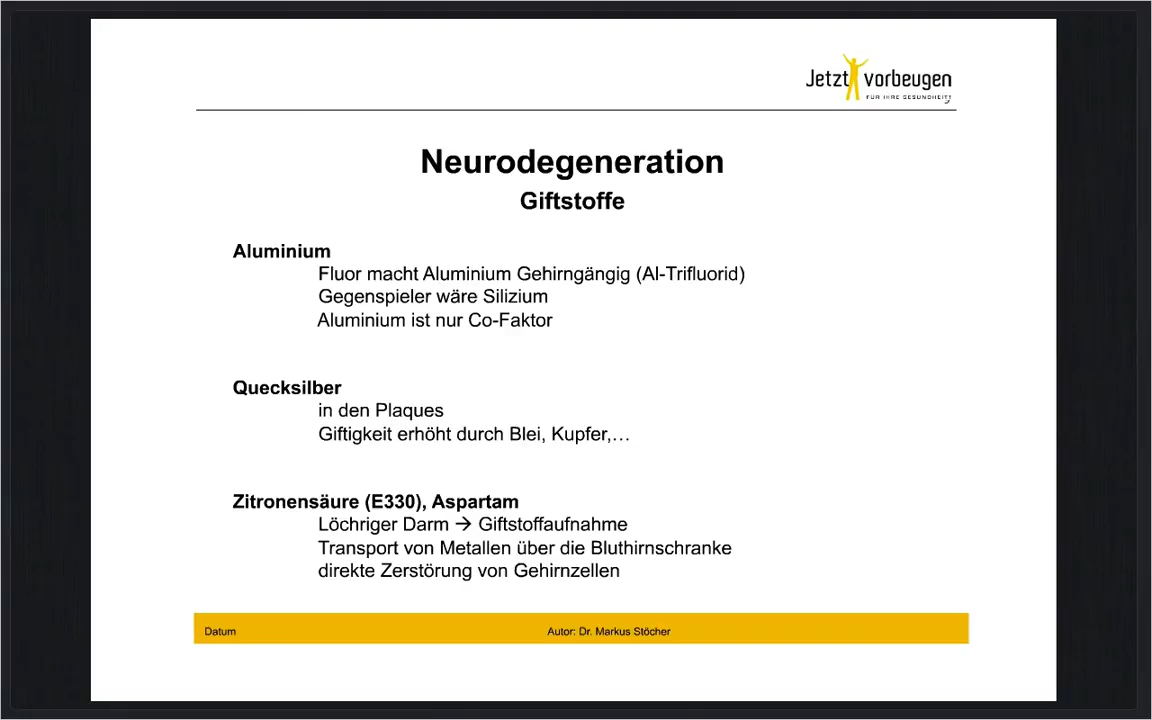 Jetzt vorbeugen
FÜR IHRE GESUNDHEIT!
Neurodegeneration
Giftstoffe
Aluminium
Fluor macht Aluminium Gehirngängig (Al-Trifluorid)
Gegenspieler wäre Silizium
Aluminium ist nur Co-Faktor
Quecksilber
in den Plaques
Giftigkeit erhöht durch Blei, Kupfer,…
Zitronensäure (E330), Aspartam
Löchriger Darm → Giftstoffaufnahme
Transport von Metallen über die Bluthirnschranke
direkte Zerstörung von Gehirnzellen
Datum Autor: Dr. Markus Stöcher